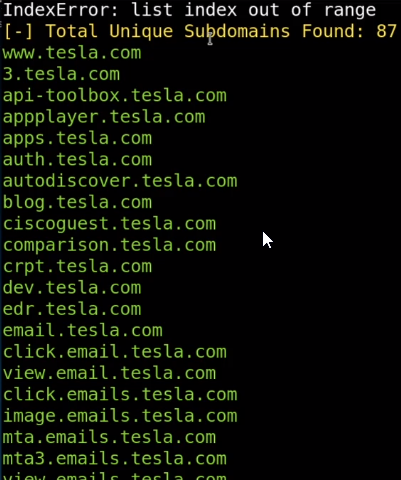 IndexError: list index out of range
[-] Total Unique Subdomains Found: 87
www.tesla.com
3.tesla.com
api-toolbox.tesla.com
appplayer.tesla.com
apps.tesla.com
auth.tesla.com
autodiscover.tesla.com
blog.tesla.com
ciscoguest.tesla.com
comparison.tesla.com
crpt.tesla.com
dev.tesla.com
edr.tesla.com
email.tesla.com
click.email.tesla.com
view.email.tesla.com
click.emails.tesla.com
image.emails.tesla.com
mta.emails.tesla.com
mta3.emails.tesla.com
view.emails.tesla.com